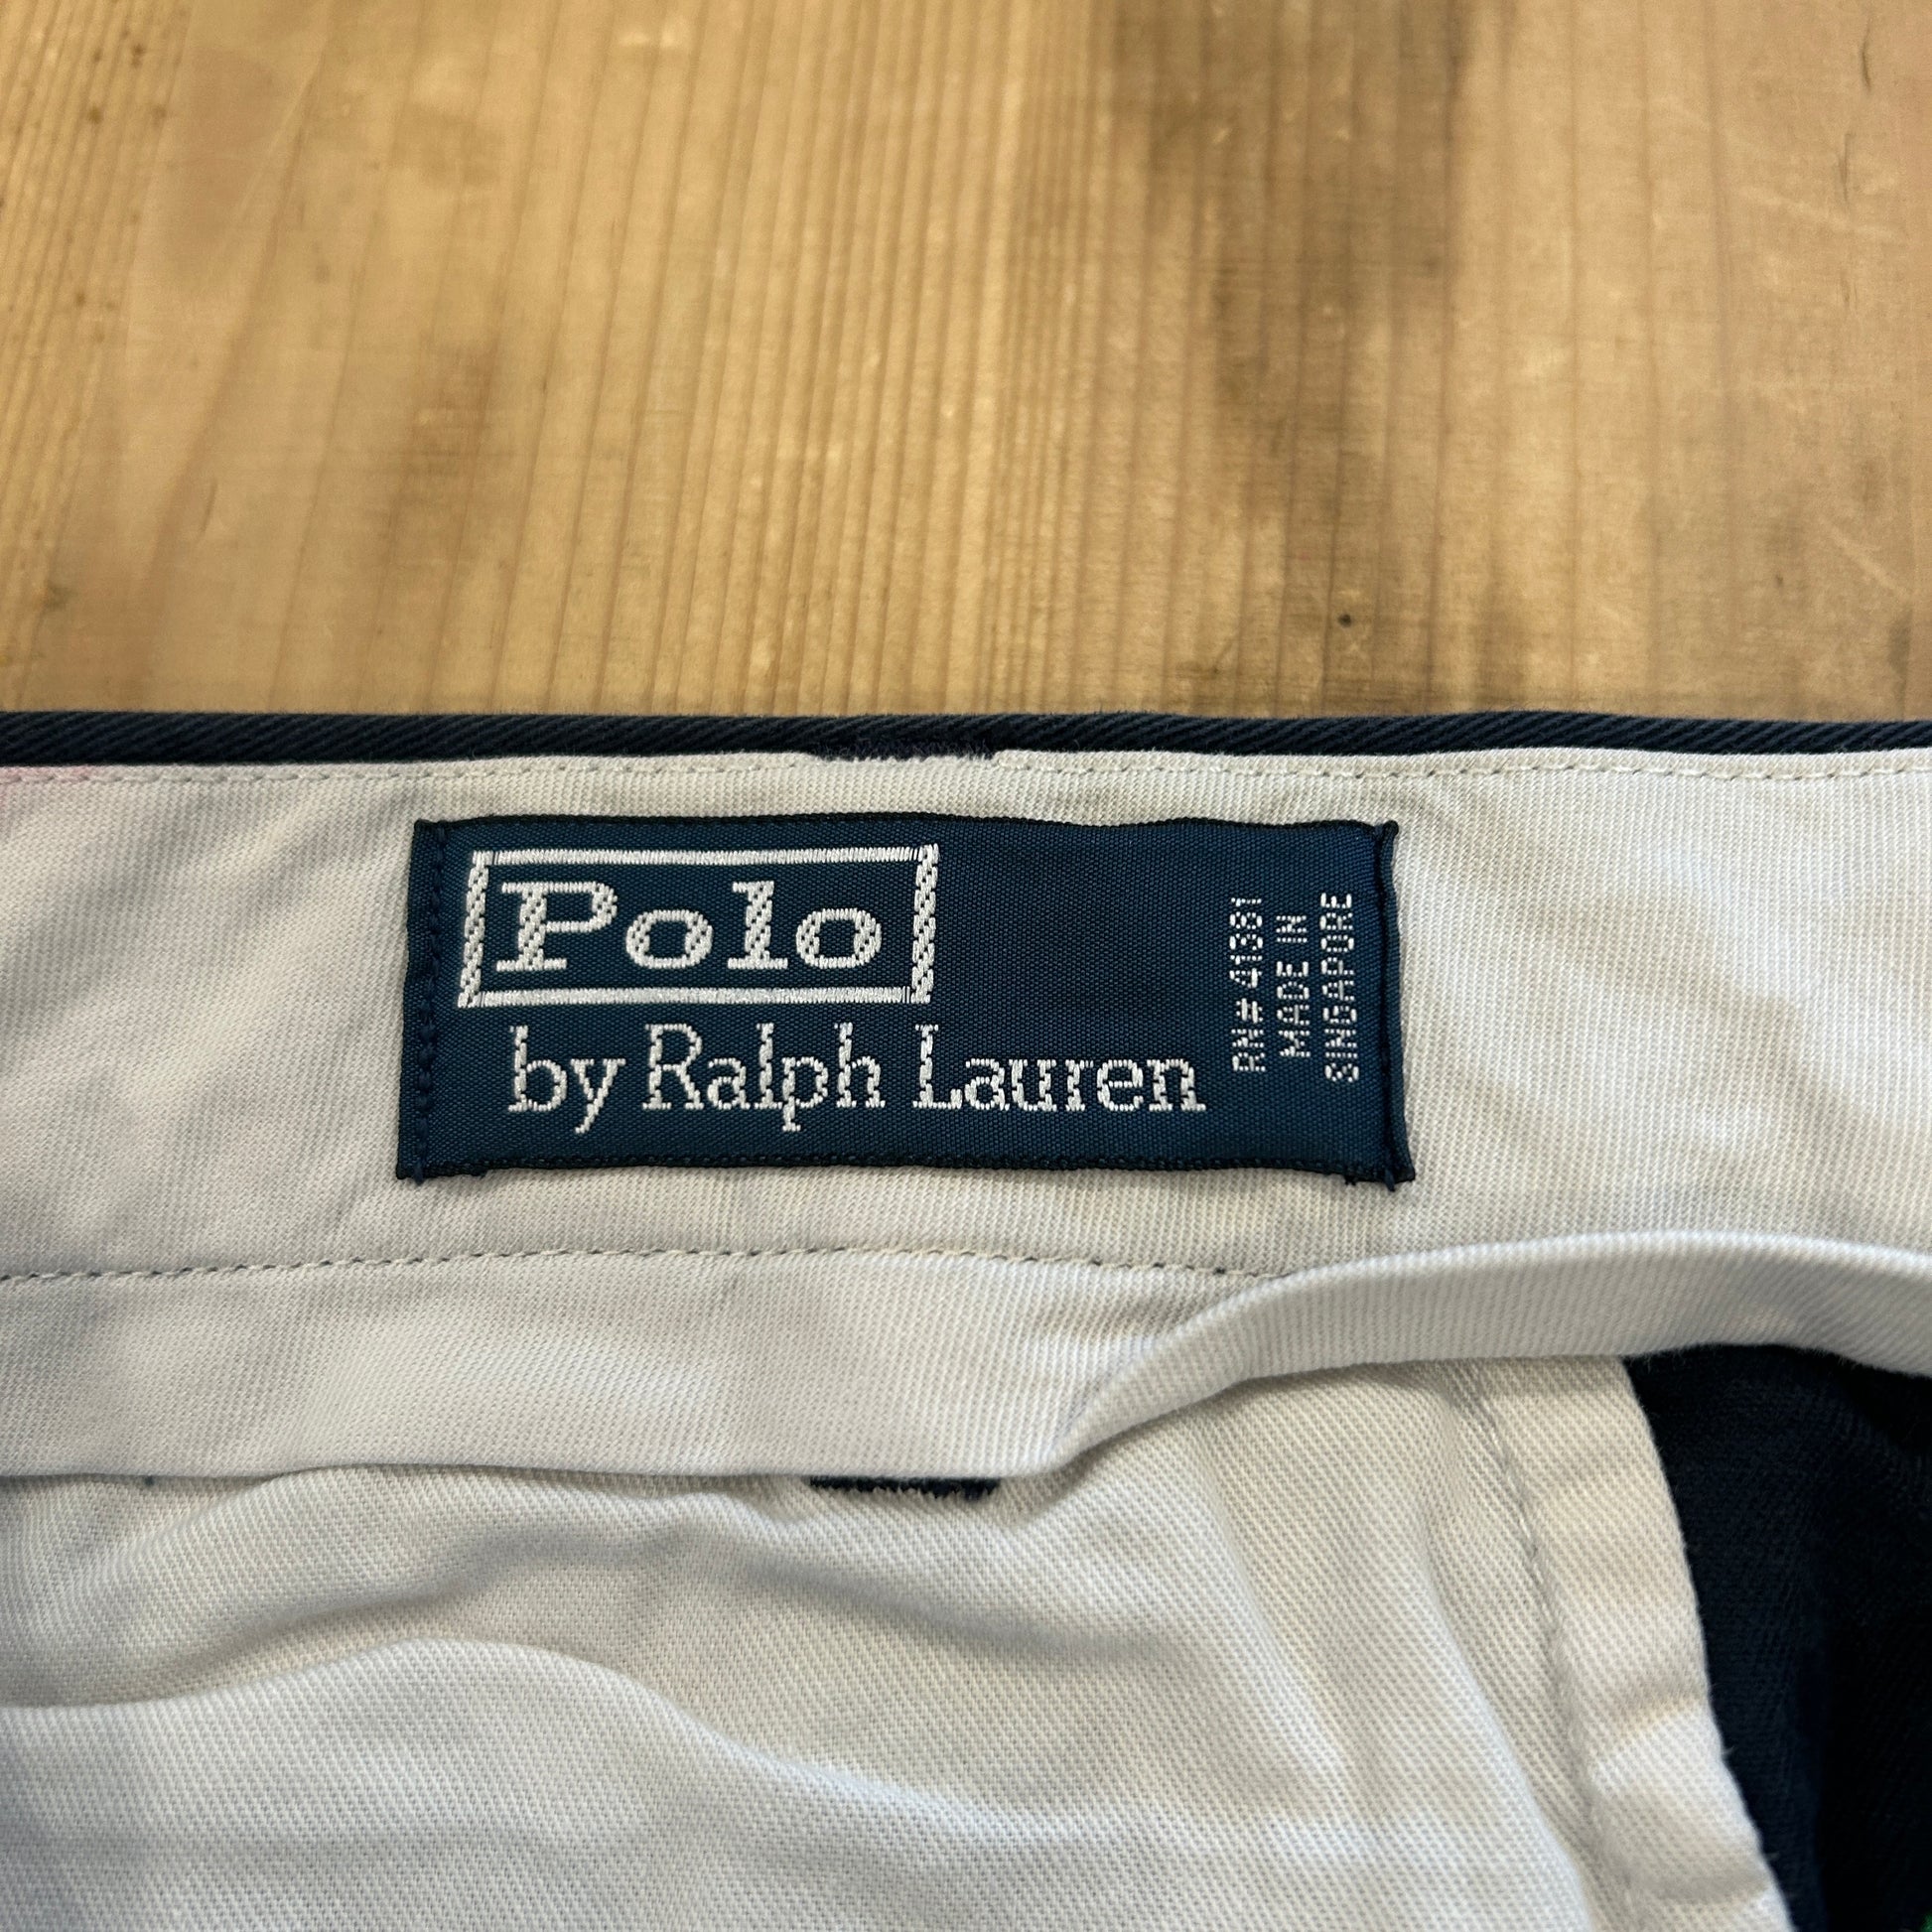 Polo
by Ralph Lauren
RN# 41381
MADE IN
SINGAPORE